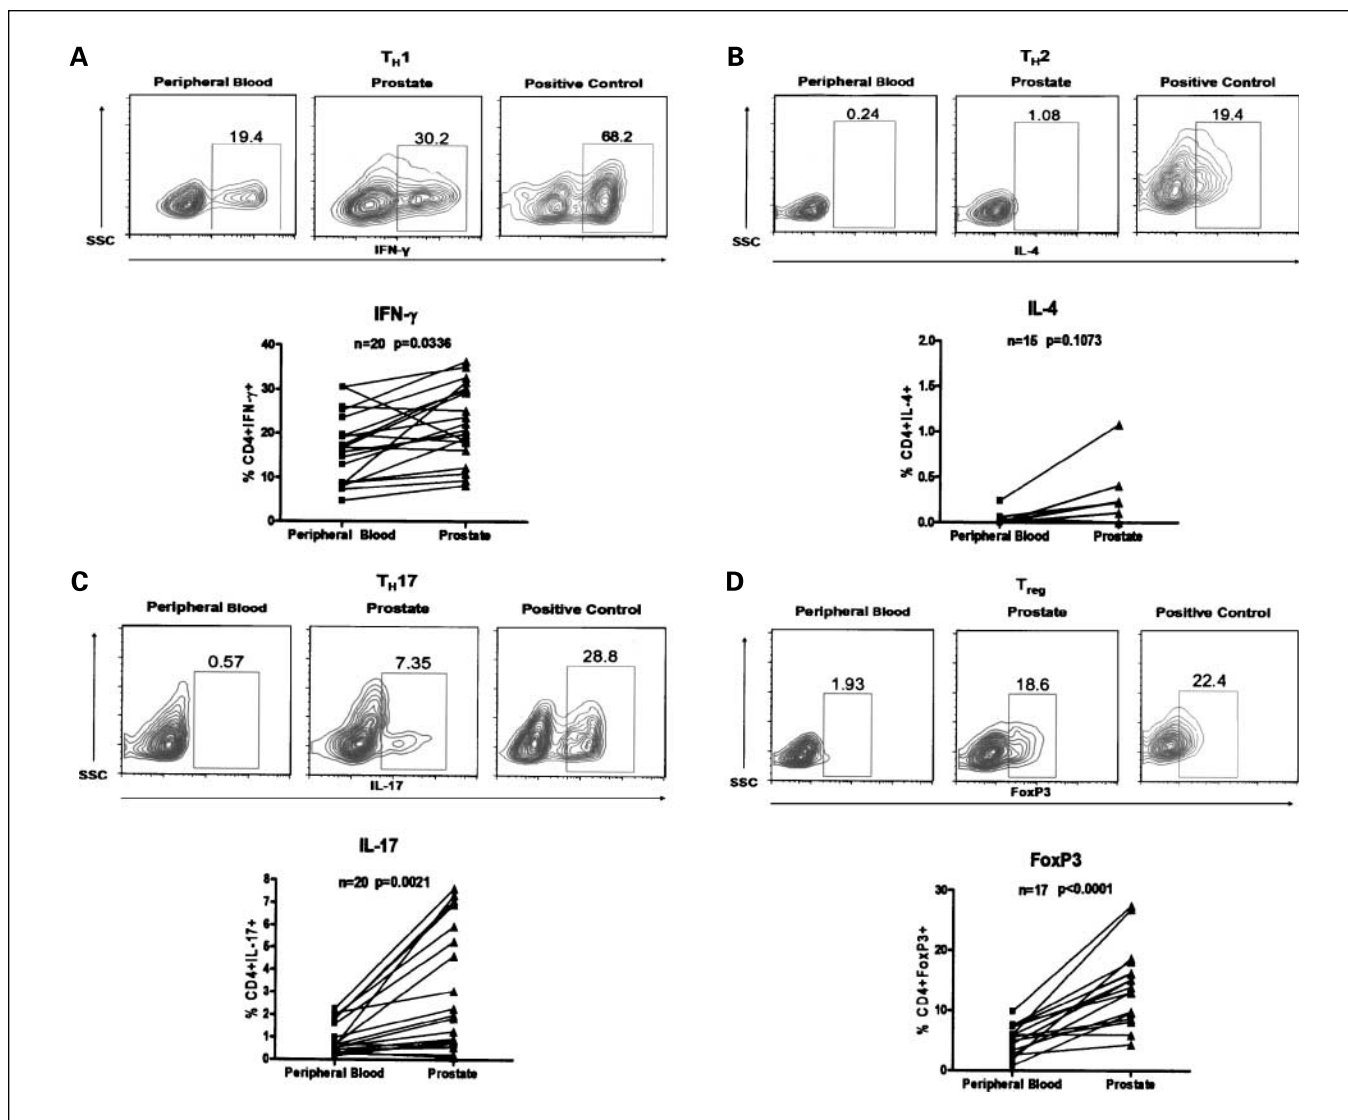 A
T_H1
Peripheral Blood Prostate Positive Control
19.4 30.2 68.2
SSC
IFN-γ
IFN-γ
n=20 p=0.0336
% CD4+IFN-γ+
40
30
20
10
0
Peripheral Blood Prostate
B
T_H2
Peripheral Blood Prostate Positive Control
0.24 1.08 19.4
SSC
IL-4
IL-4
n=15 p=0.1073
% CD4+IL-4+
2.0
1.5
1.0
0.5
0.0
Peripheral Blood Prostate
C
T_H17
Peripheral Blood Prostate Positive Control
0.57 7.35 28.8
SSC
IL-17
IL-17
n=20 p=0.0021
% CD4+IL-17+
8
7
6
5
4
3
2
1
0
Peripheral Blood Prostate
D
T_reg
Peripheral Blood Prostate Positive Control
1.93 18.6 22.4
SSC
FoxP3
FoxP3
n=17 p<0.0001
% CD4+FoxP3+
30
20
10
0
Peripheral Blood Prostate